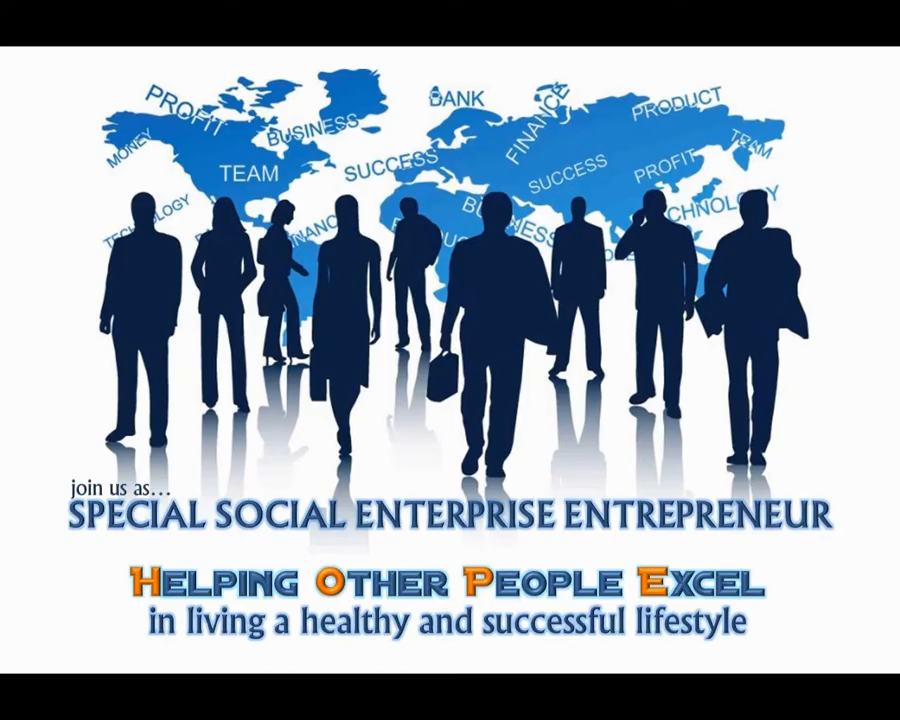 PROFIT
BUSINESS
BANK
FINANCE
PRODUCT
MONEY
TEAM
TEAM
SUCCESS
SUCCESS
PROFIT
join us as...
SPECIAL SOCIAL ENTERPRISE ENTREPRENEUR
HELPING OTHER PEOPLE EXCEL
in living a healthy and successful lifestyle